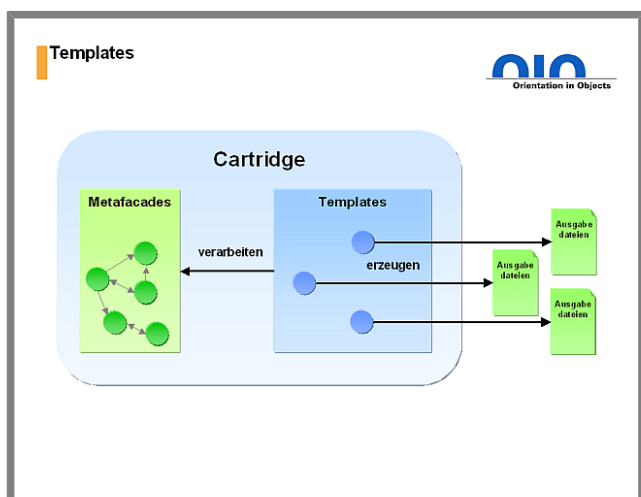 Templates
OIO
Orientation in Objects
Cartridge
Metafacades
Templates
verarbeiten
erzeugen
Ausgabe
dateien
Ausgabe
dateien
Ausgabe
dateien